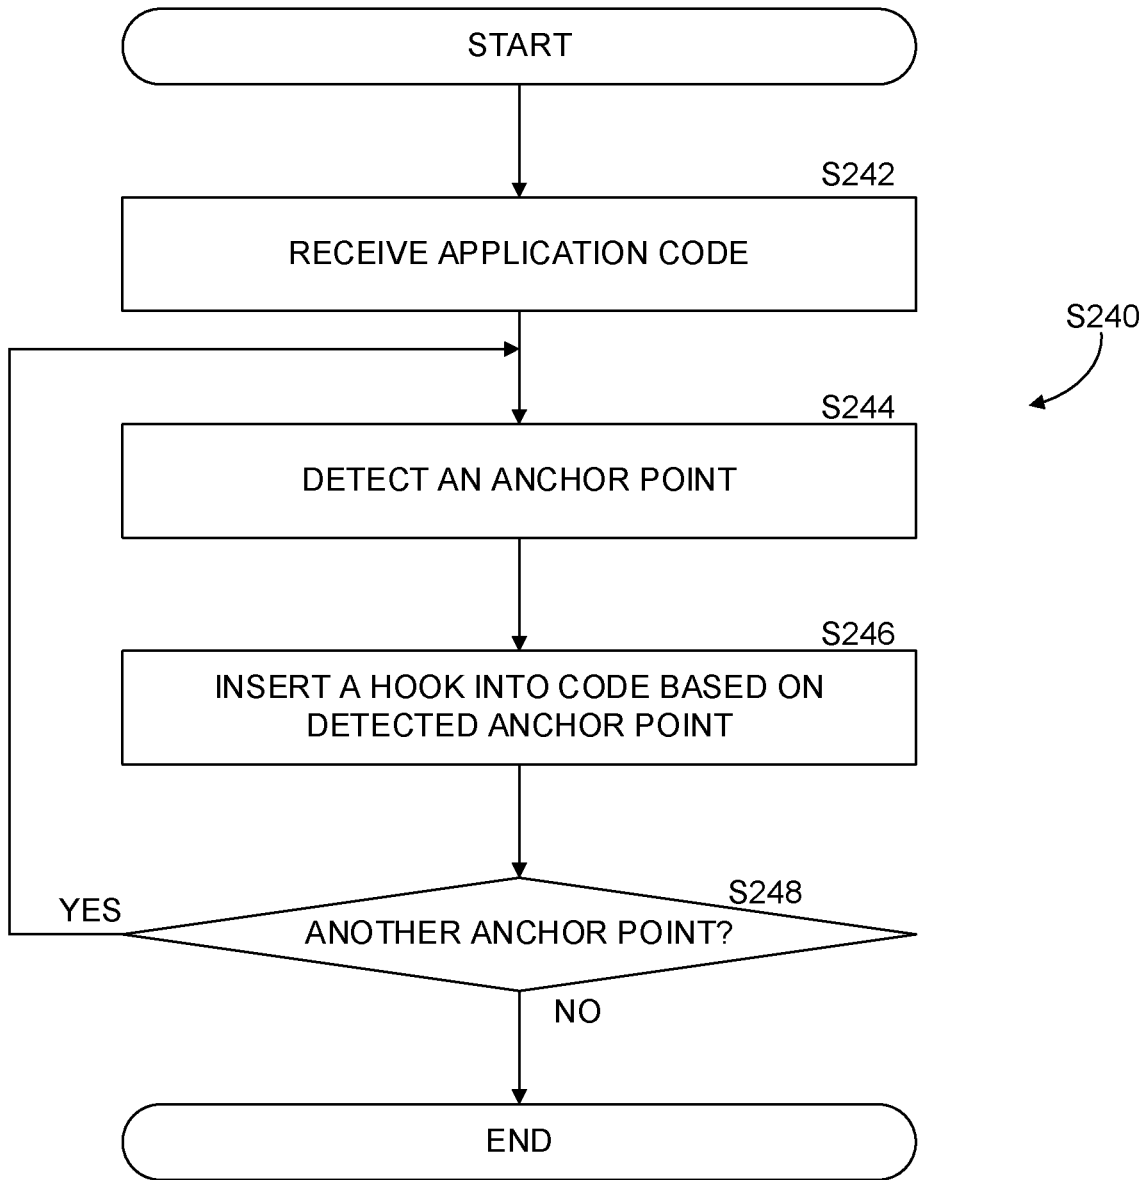 START
S242
RECEIVE APPLICATION CODE
S240
S244
DETECT AN ANCHOR POINT
S246
INSERT A HOOK INTO CODE BASED ON
DETECTED ANCHOR POINT
S248
YES
ANOTHER ANCHOR POINT?
NO
END